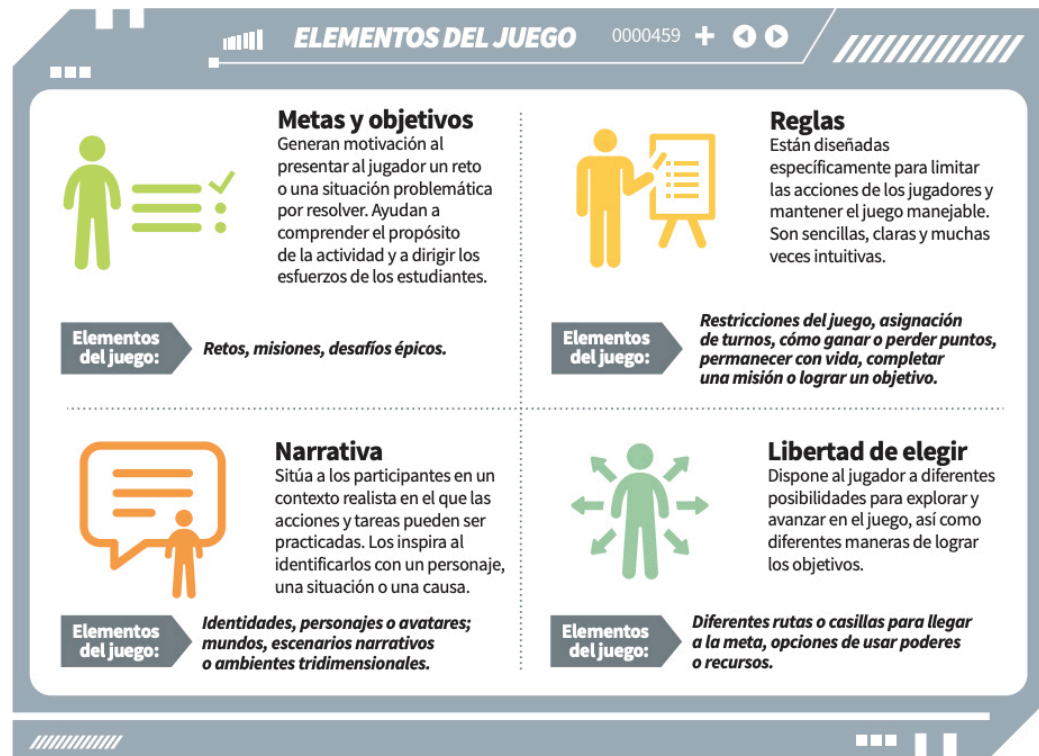 ELEMENTOS DEL JUEGO
0000459
Metas y objetivos
Generan motivación al
presentar al jugador un reto
o una situación problemática
por resolver. Ayudan a
comprender el propósito
de la actividad y a dirigir los
esfuerzos de los estudiantes.
Elementos
del juego:
Retos, misiones, desafíos épicos.
Reglas
Están diseñadas
específicamente para limitar
las acciones de los jugadores y
mantener el juego manejable.
Son sencillas, claras y muchas
veces intuitivas.
Elementos
del juego:
Restricciones del juego, asignación
de turnos, cómo ganar o perder puntos,
permanecer con vida, completar
una misión o lograr un objetivo.
Narrativa
Sitúa a los participantes en un
contexto realista en el que las
acciones y tareas pueden ser
practicadas. Los inspira al
identificarlos con un personaje,
una situación o una causa.
Elementos
del juego:
Identidades, personajes o avatares;
mundos, escenarios narrativos
o ambientes tridimensionales.
Libertad de elegir
Dispone al jugador a diferentes
posibilidades para explorar y
avanzar en el juego, así como
diferentes maneras de lograr
los objetivos.
Elementos
del juego:
Diferentes rutas o casillas para llegar
a la meta, opciones de usar poderes
o recursos.